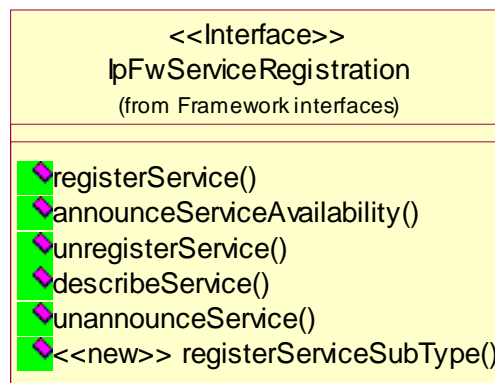 <<Interface>>
IpFwServiceRegistration
(from Framework interfaces)
registerService()
announceServiceAvailability()
unregisterService()
describeService()
unannounceService()
<<new>> registerServiceSubType()